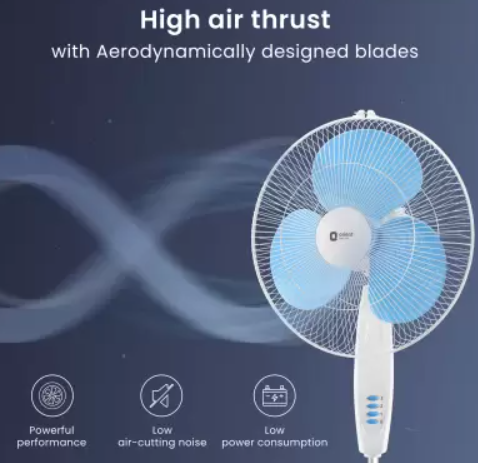 High air thrust
with Aerodynamically designed blades
Powerful
performance
Low
air-cutting noise
Low
power consumption